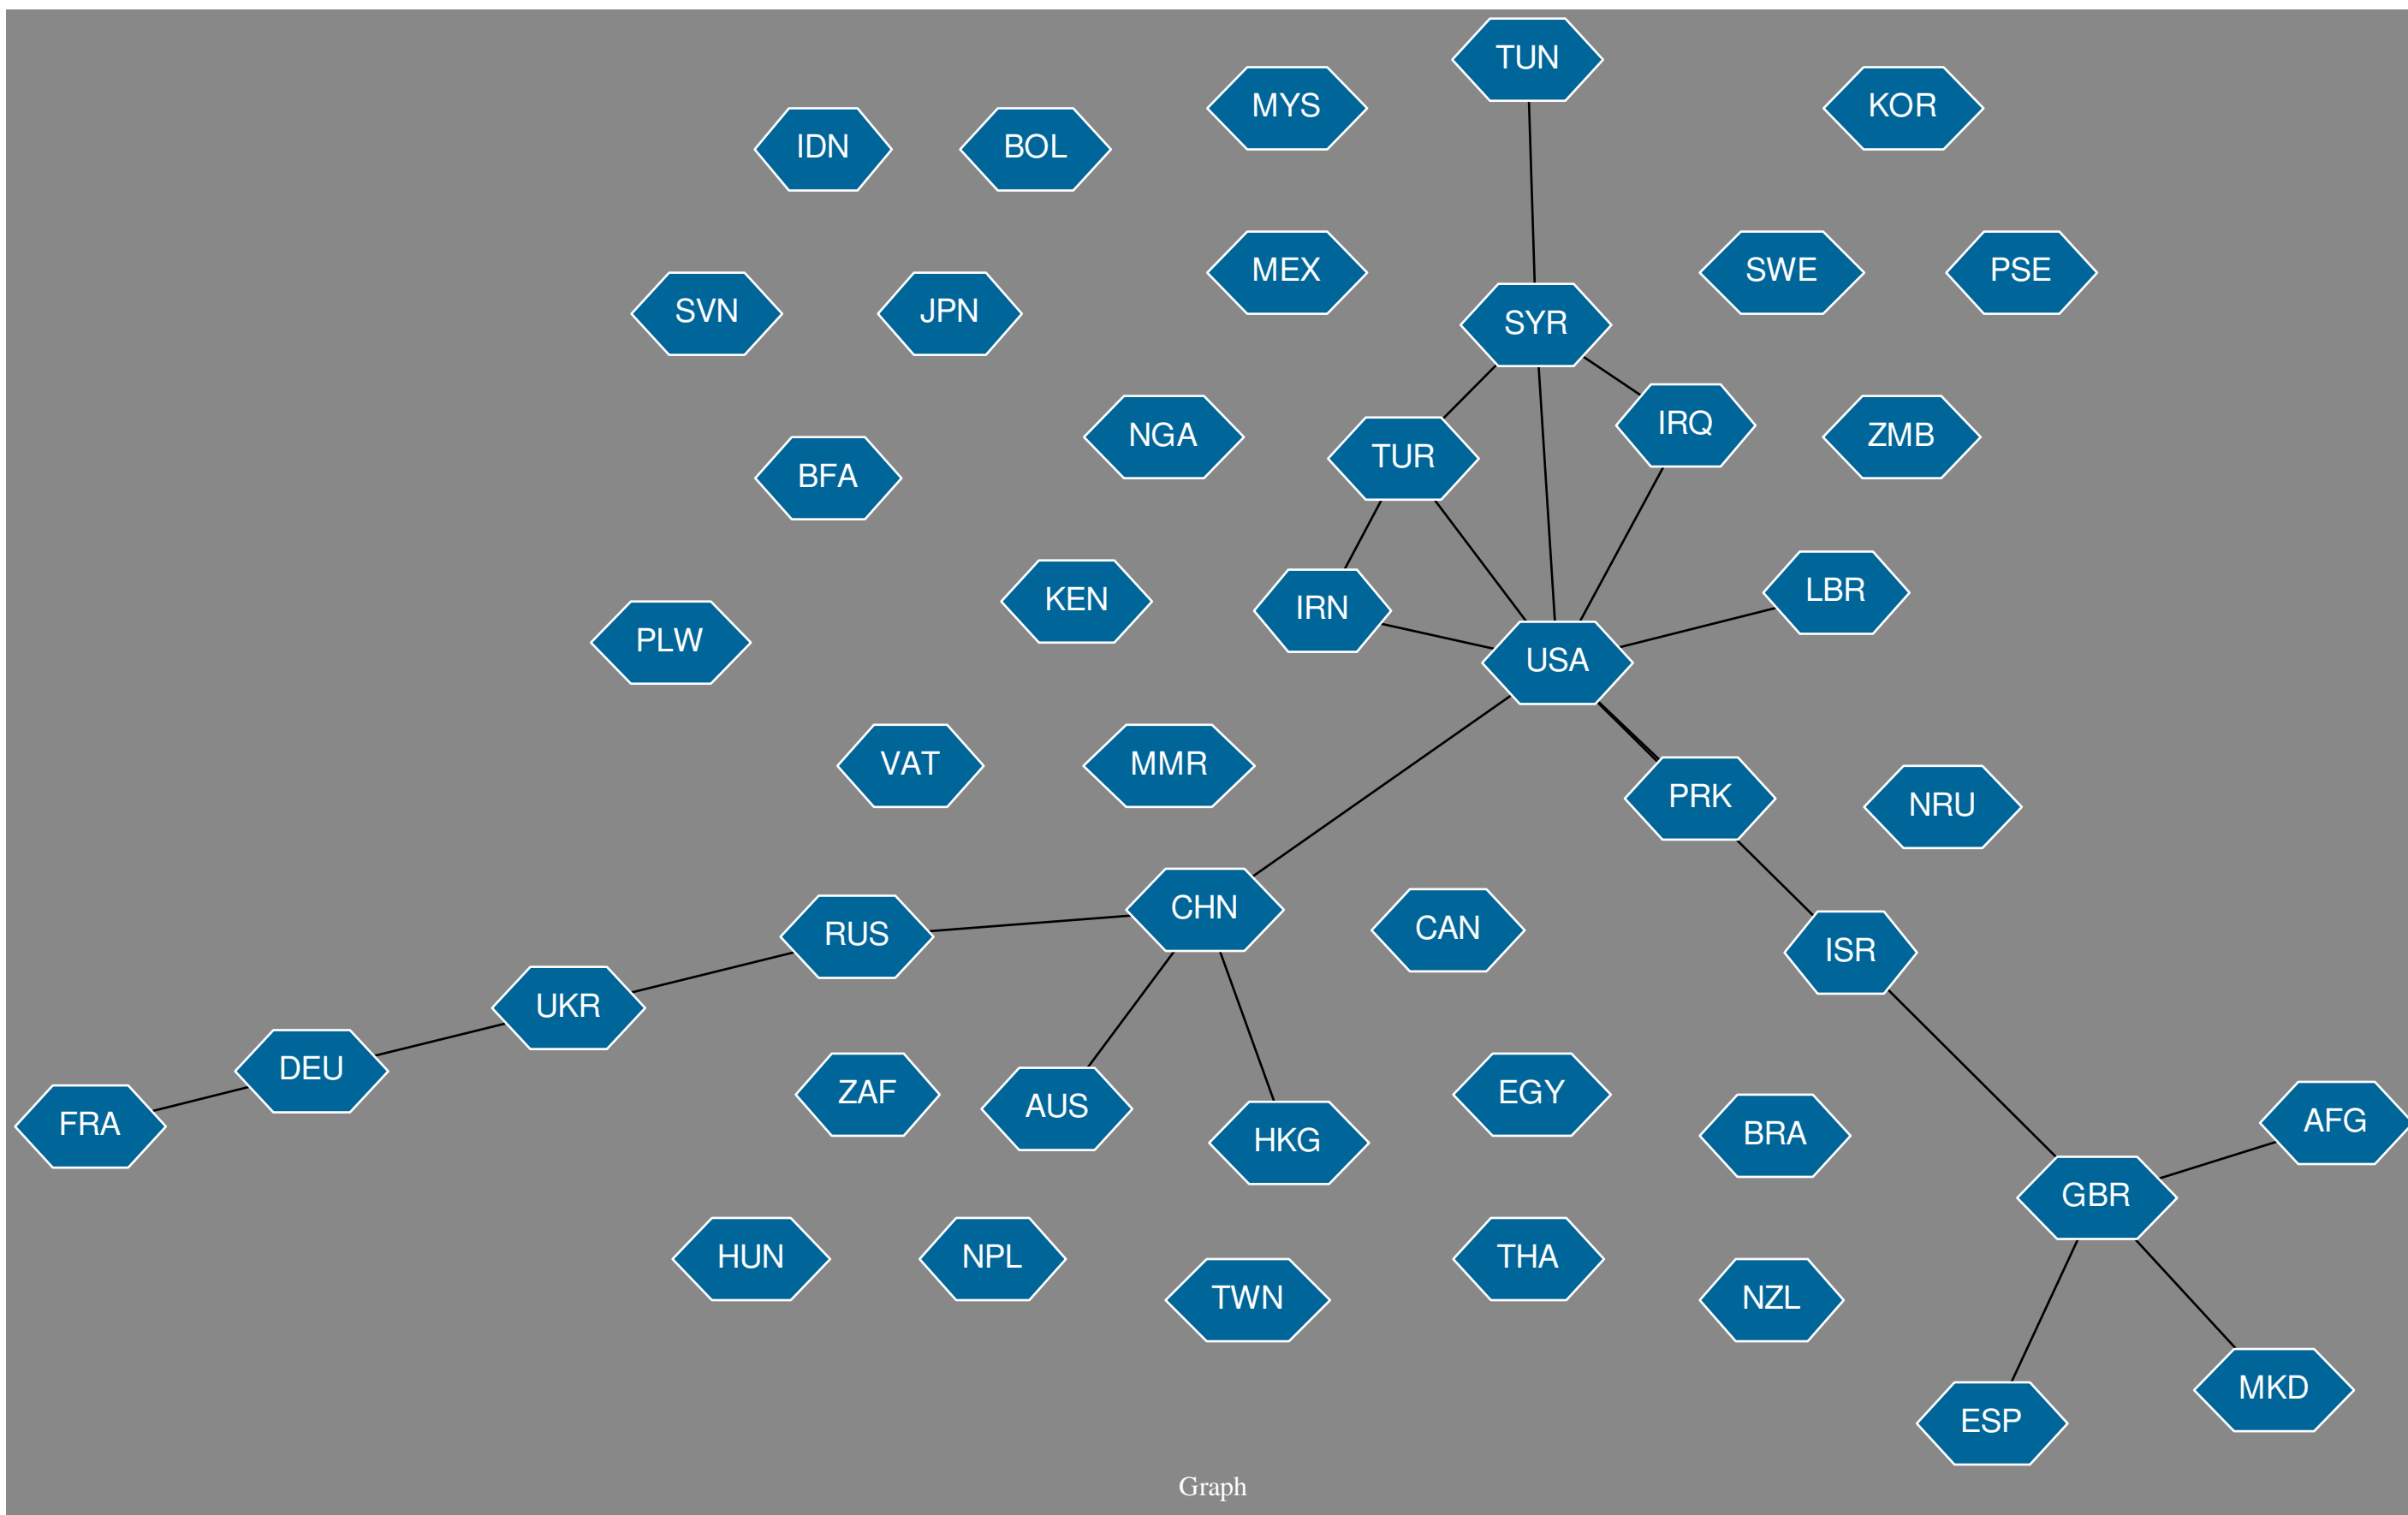 TUN
MYS
KOR
IDN
BOL
MEX
SWE
PSE
SVN
JPN
SYR
IRQ
NGA
ZMB
TUR
BFA
LBR
KEN
IRN
PLW
USA
VAT
MMR
PRK
NRU
CHN
CAN
RUS
ISR
UKR
DEU
ZAF
EGY
AUS
FRA
AFG
BRA
HKG
GBR
HUN
NPL
THA
TWN
NZL
MKD
ESP
Graph